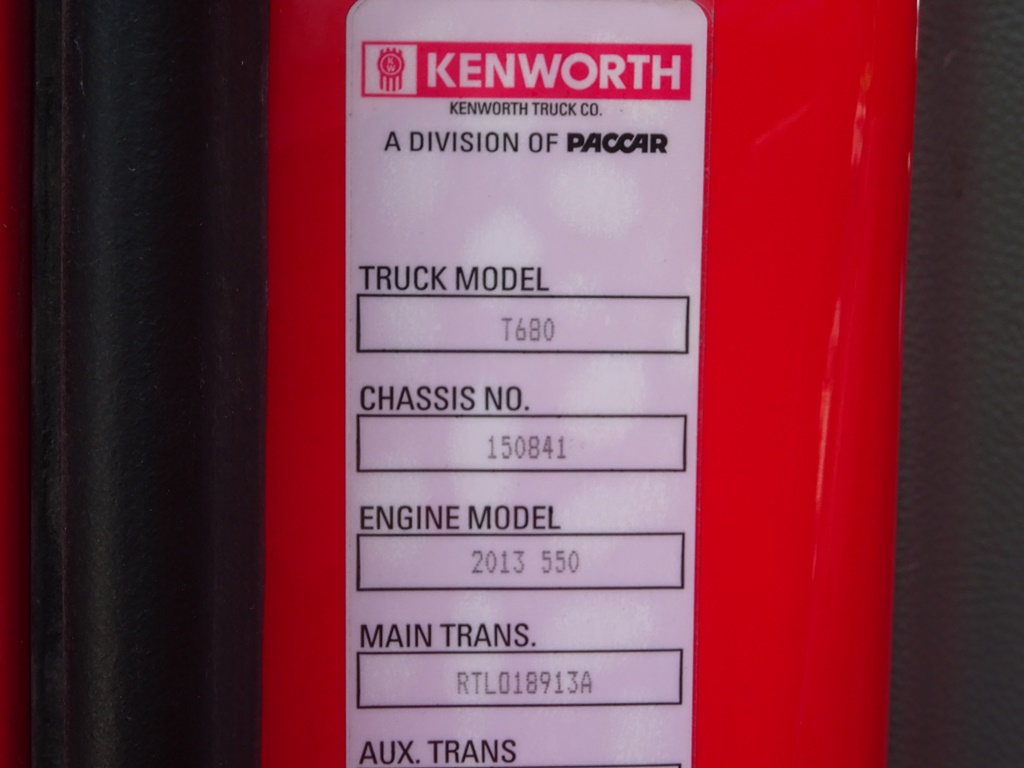 KENWORTH
KENWORTH TRUCK CO.
A DIVISION OF PACCAR
TRUCK MODEL
T680
CHASSIS NO.
150841
ENGINE MODEL
2013 550
MAIN TRANS.
RTLO18913A
AUX. TRANS